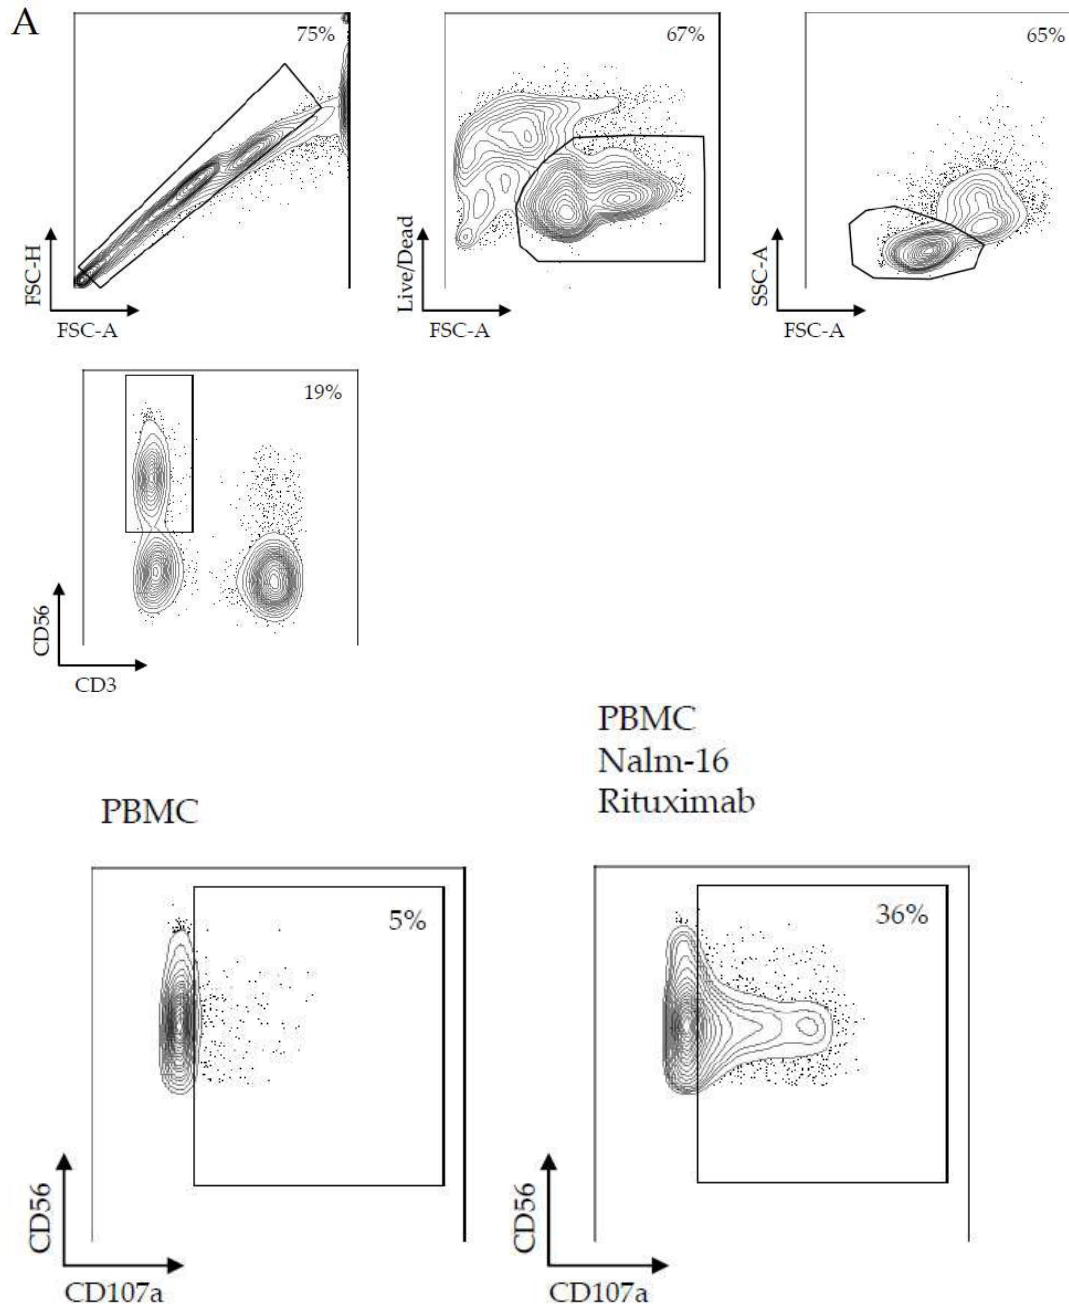 A
75%
FSC-H
FSC-A
67%
Live/Dead
FSC-A
65%
SSC-A
FSC-A
19%
CD56
CD3
PBMC
5%
CD56
CD107a
PBMC
Nalm-16
Rituximab
36%
CD56
CD107a